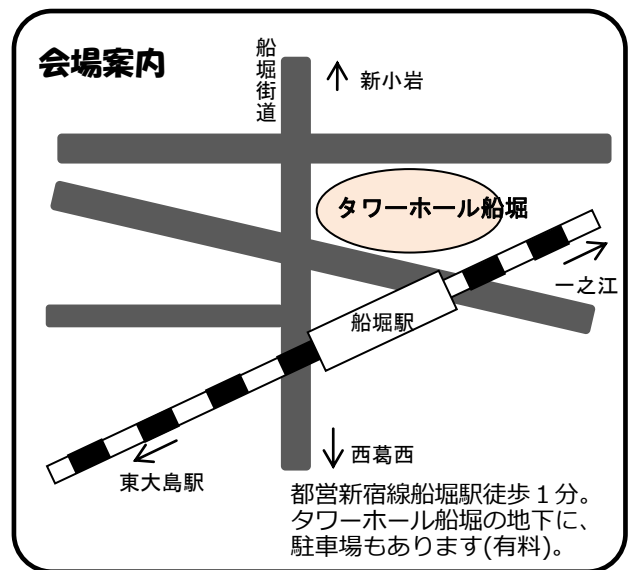 会場案内
船堀街道
新小岩
タワーホール船堀
一之江
船堀駅
西葛西
東大島駅
都営新宿線船堀駅徒歩１分。
タワーホール船堀の地下に、
駐車場もあります(有料)。